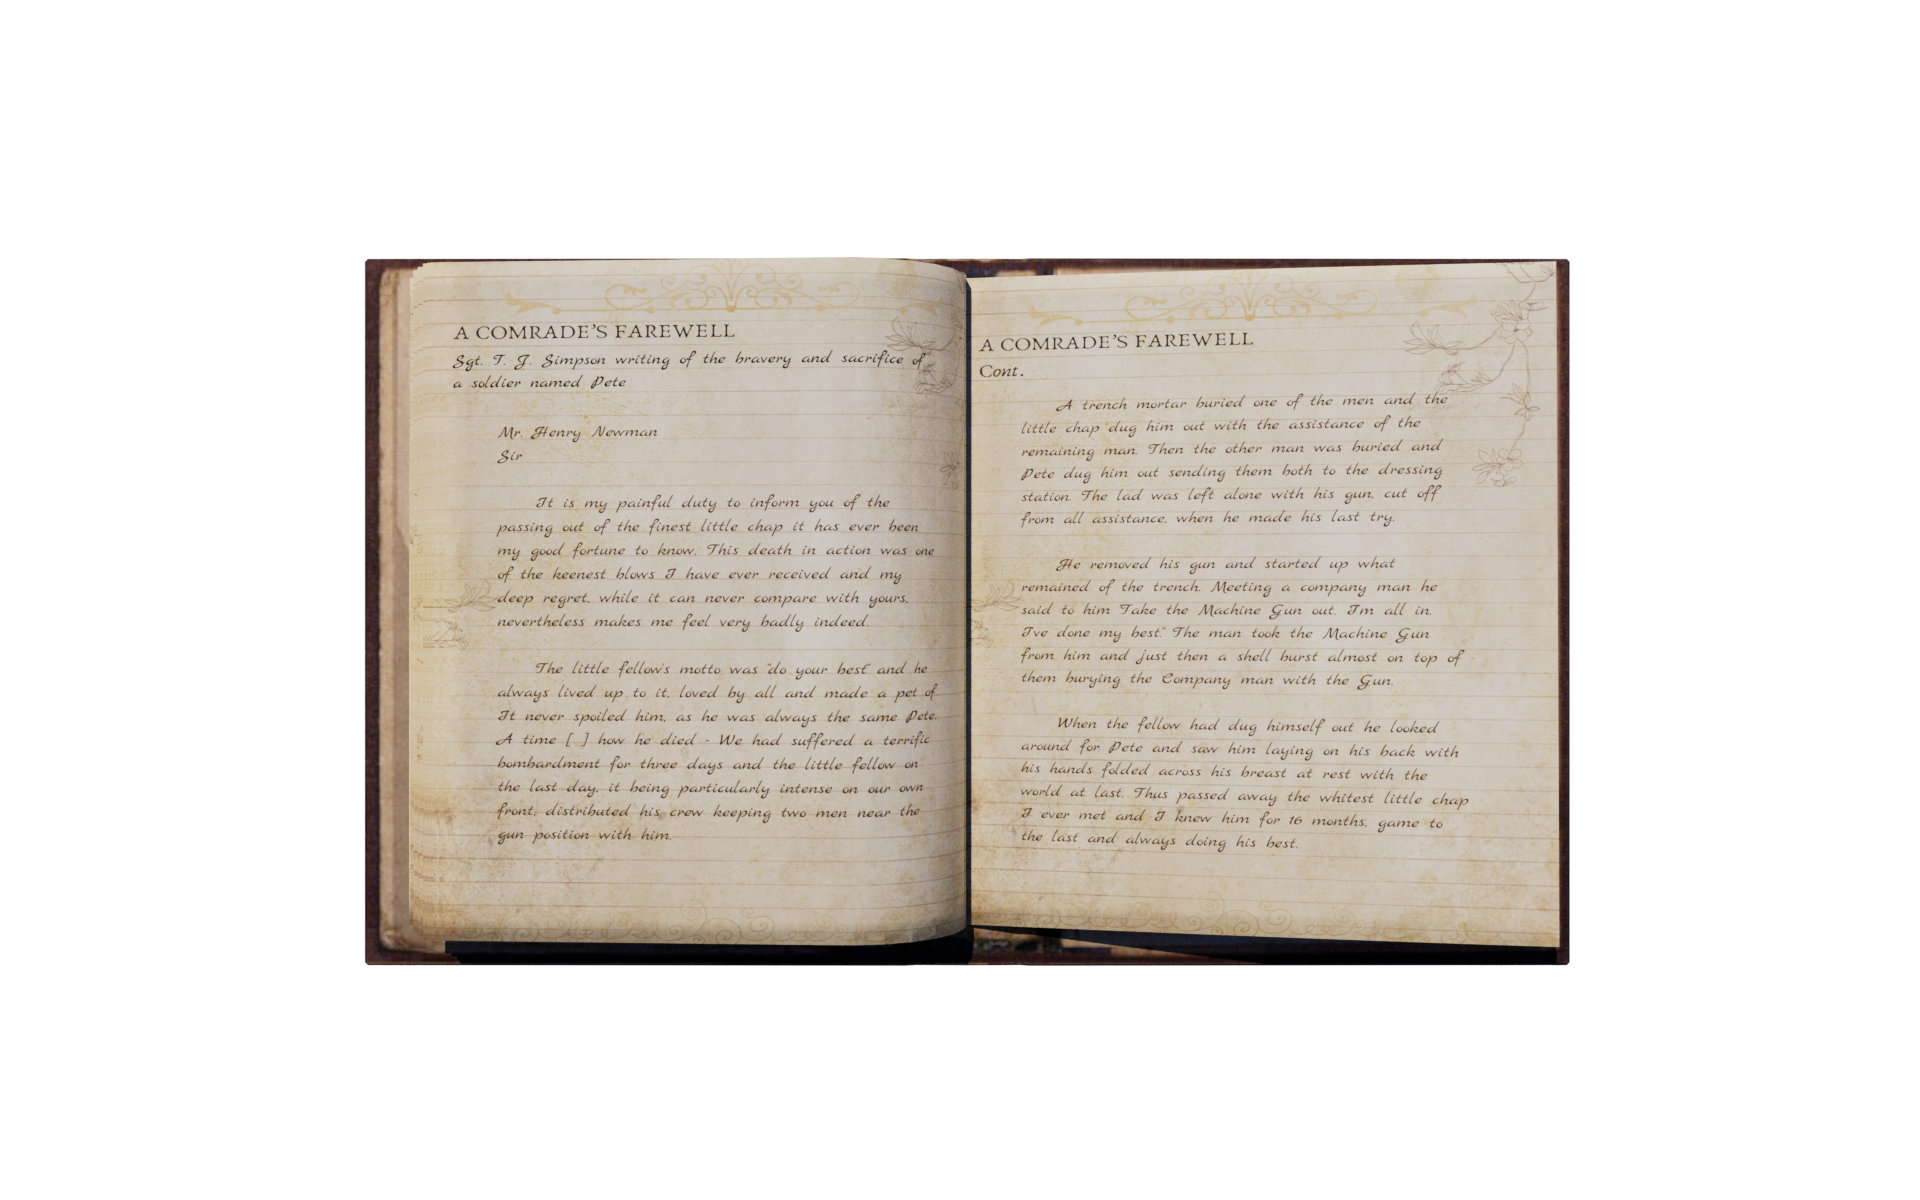 A COMRADE'S FAREWELL
Sgt. T. J. Simpson writing of the bravery and sacrifice of
a soldier named Pete
Mr. Henry Newman
Sir
It is my painful duty to inform you of the
passing out of the finest little chap it has ever been
my good fortune to know. This death in action was one
of the keenest blows I have ever received and my
deep regret, while it can never compare with yours,
nevertheless makes me feel very badly indeed.
The little fellow's motto was "do your best" and he
always lived up to it, loved by all and made a pet of.
It never spoiled him, as he was always the same Pete.
A time [ ] how he died - We had suffered a terrific
bombardment for three days and the little fellow on
the last day, it being particularly intense on our own
front, distributed his crew keeping two men near the
gun position with him.
A COMRADE'S FAREWELL
Cont.
A trench mortar buried one of the men and the
little chap dug him out with the assistance of the
remaining man. Then the other man was buried and
Pete dug him out sending them both to the dressing
station. The lad was left alone with his gun, cut off
from all assistance, when he made his last try.
He removed his gun and started up what
remained of the trench. Meeting a company man he
said to him Take the Machine Gun out. I'm all in.
I've done my best." The man took the Machine Gun
from him and just then a shell burst almost on top of
them burying the Company man with the Gun.
When the fellow had dug himself out he looked
around for Pete and saw him laying on his back with
his hands folded across his breast at rest with the
world at last. Thus passed away the whitest little chap
I ever met and I knew him for 16 months, game to
the last and always doing his best.